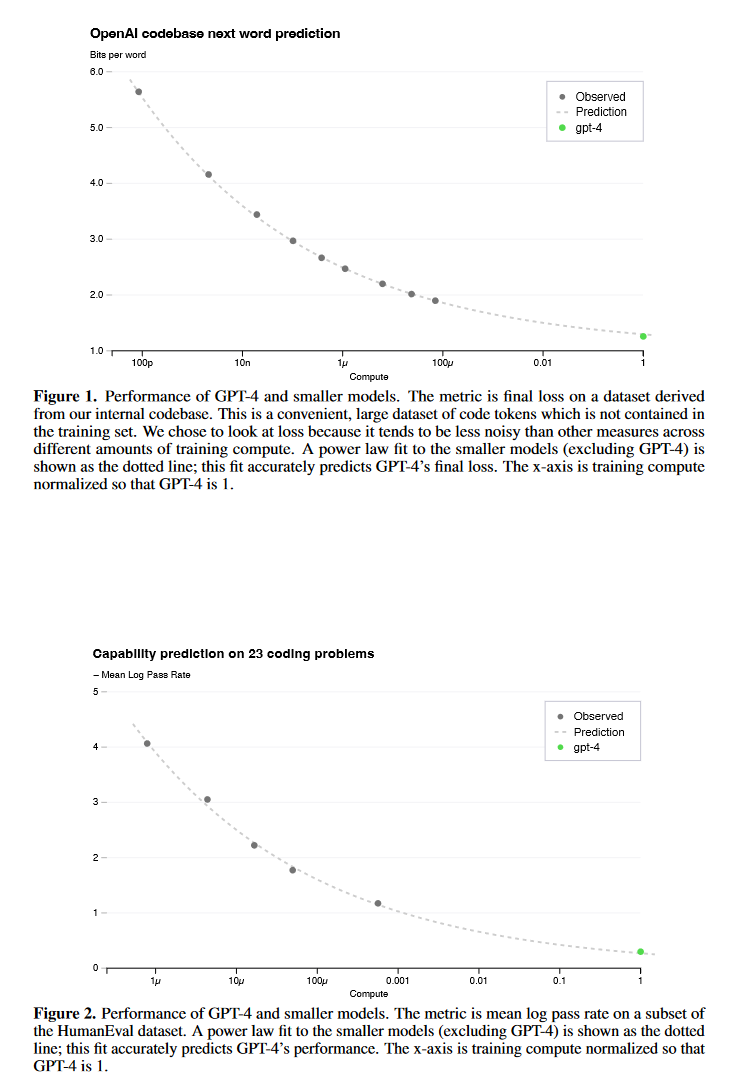 OpenAI codebase next word prediction
Bits per word
6.0
5.0
4.0
3.0
2.0
1.0
Observed
Prediction
gpt-4
100p
10n
1µ
100µ
0.01
1
Compute
Figure 1. Performance of GPT-4 and smaller models. The metric is final loss on a dataset derived
from our internal codebase. This is a convenient, large dataset of code tokens which is not contained in
the training set. We chose to look at loss because it tends to be less noisy than other measures across
different amounts of training compute. A power law fit to the smaller models (excluding GPT-4) is
shown as the dotted line; this fit accurately predicts GPT-4's final loss. The x-axis is training compute
normalized so that GPT-4 is 1.
Capability prediction on 23 coding problems
– Mean Log Pass Rate
5
4
3
2
1
0
Observed
Prediction
gpt-4
1µ
10µ
100µ
0.001
0.01
0.1
1
Compute
Figure 2. Performance of GPT-4 and smaller models. The metric is mean log pass rate on a subset of
the HumanEval dataset. A power law fit to the smaller models (excluding GPT-4) is shown as the dotted
line; this fit accurately predicts GPT-4's performance. The x-axis is training compute normalized so that
GPT-4 is 1.